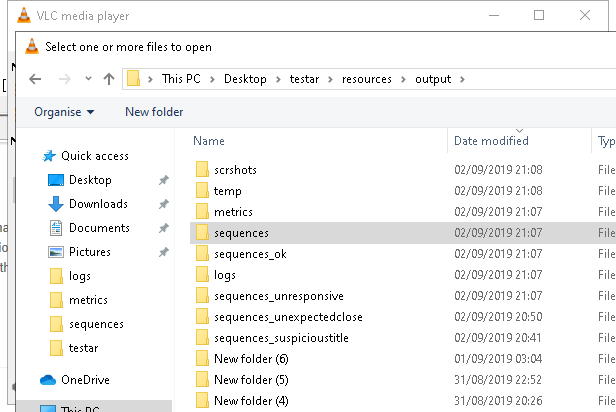 VLC media player
Select one or more files to open
This PC > Desktop > testar > resources > output >
Organise New folder
Name Date modified Typ
Quick access
Desktop
Downloads
Documents
Pictures
logs
metrics
sequences
testar
OneDrive
This PC
scrshots 02/09/2019 21:08 File
temp 02/09/2019 21:08 File
metrics 02/09/2019 21:07 File
sequences 02/09/2019 21:07 File
sequences_ok 02/09/2019 21:07 File
logs 02/09/2019 21:07 File
sequences_unresponsive 02/09/2019 21:07 File
sequences_unexpectedclose 02/09/2019 20:50 File
sequences_suspicioustitle 02/09/2019 20:41 File
New folder (6) 01/09/2019 03:04 File
New folder (5) 31/08/2019 22:52 File
New folder (4) 31/08/2019 20:26 File